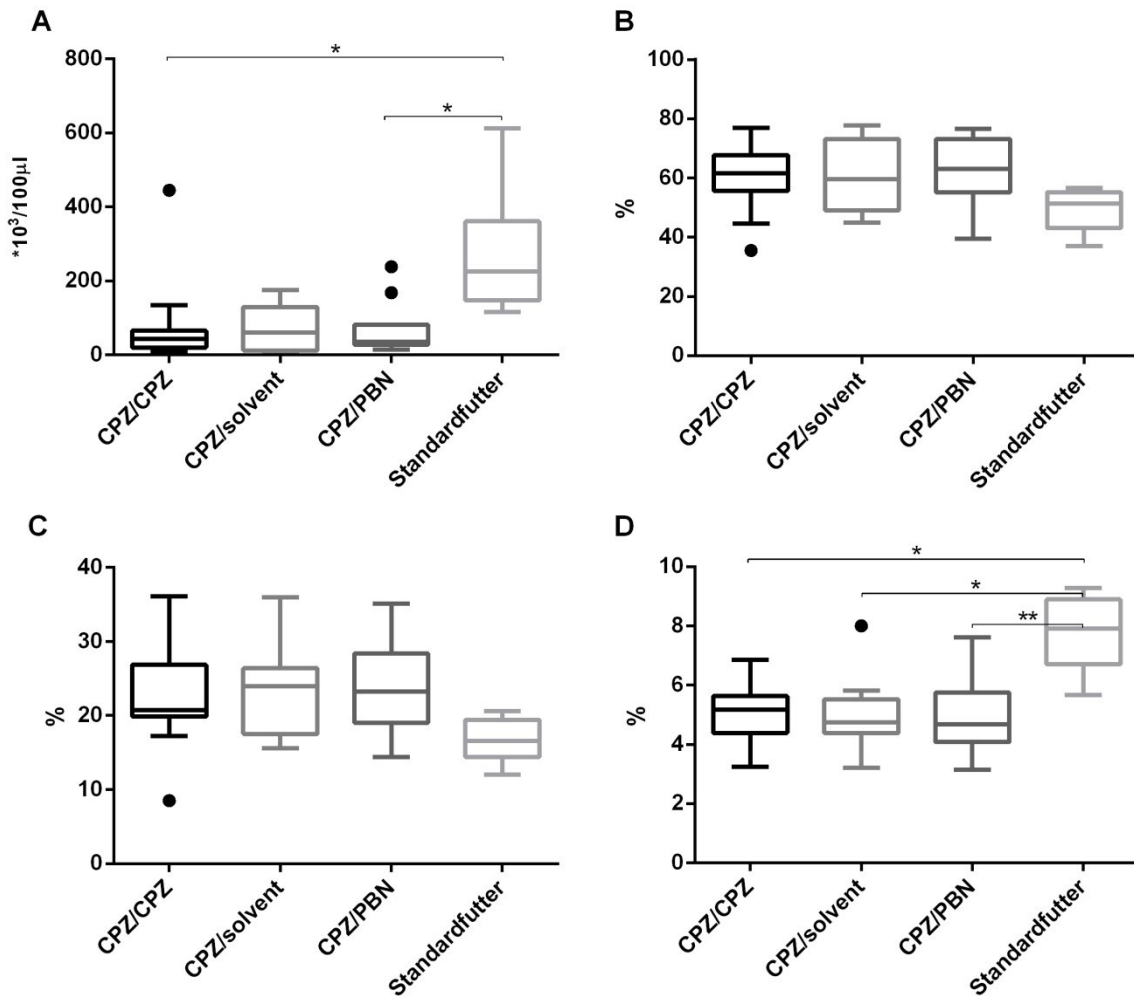 A
*10³/100µl
800
600
400
200
0
*
*
CPZ/CPZ
CPZ/solvent
CPZ/PBN
Standardfutter
B
%
100
80
60
40
20
0
CPZ/CPZ
CPZ/solvent
CPZ/PBN
Standardfutter
C
%
40
30
20
10
0
CPZ/CPZ
CPZ/solvent
CPZ/PBN
Standardfutter
D
%
10
8
6
4
2
0
*
*
**
CPZ/CPZ
CPZ/solvent
CPZ/PBN
Standardfutter